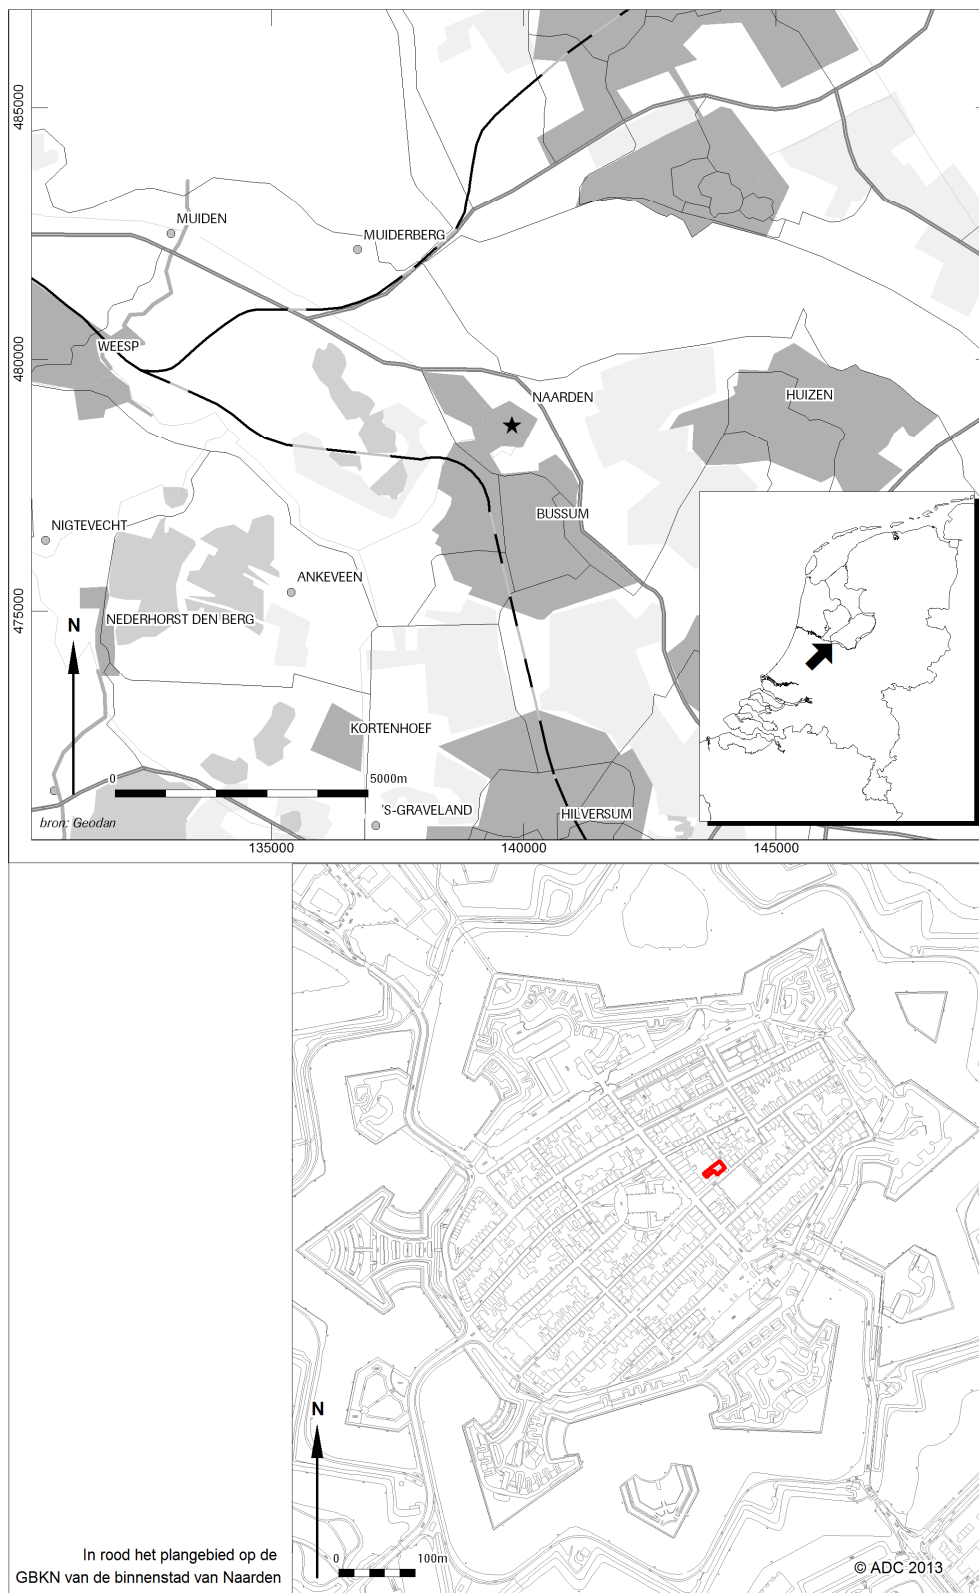 485000
MUIDEN
MUIDERBERG
480000
WEESP
NAARDEN
HUIZEN
BUSSUM
NIGTEVECHT
ANKEVEEN
475000
NEDERHORST DEN BERG
N
KORTENHOEF
0
5000m
'S-GRAVELAND
HILVERSUM
bron: Geodan
135000
140000
145000
N
0
100m
In rood het plangebied op de
GBKN van de binnenstad van Naarden
© ADC 2013